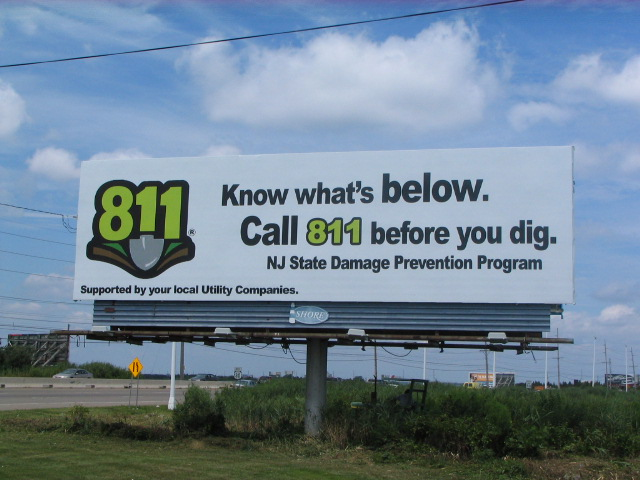 811®
Know what's below.
Call 811 before you dig.
NJ State Damage Prevention Program
Supported by your local Utility Companies.
SHORE